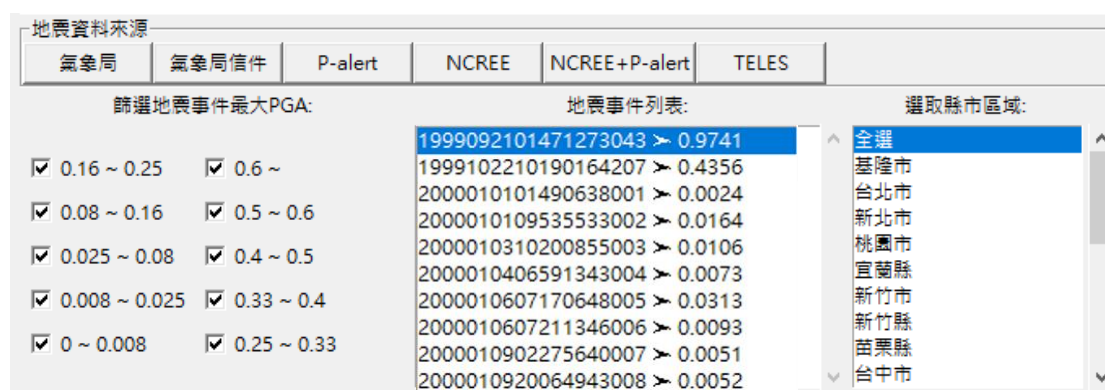 地震資料來源
氣象局 氣象局信件 P-alert NCREE NCREE+P-alert TELES
篩選地震事件最大PGA:
0.16 ~ 0.25 0.6 ~
0.08 ~ 0.16 0.5 ~ 0.6
0.025 ~ 0.08 0.4 ~ 0.5
0.008 ~ 0.025 0.33 ~ 0.4
0 ~ 0.008 0.25 ~ 0.33
地震事件列表:
1999092101471273043 ➢ 0.9741
1999102210190164207 ➢ 0.4356
2000010101490638001 ➢ 0.0024
2000010109535533002 ➢ 0.0164
2000010310200855003 ➢ 0.0106
2000010406591343004 ➢ 0.0073
2000010607170648005 ➢ 0.0313
2000010607211346006 ➢ 0.0093
2000010902275640007 ➢ 0.0051
2000010920064943008 ➢ 0.0052
選取縣市區域:
全選
基隆市
台北市
新北市
桃園市
宜蘭縣
新竹市
新竹縣
苗栗縣
台中市